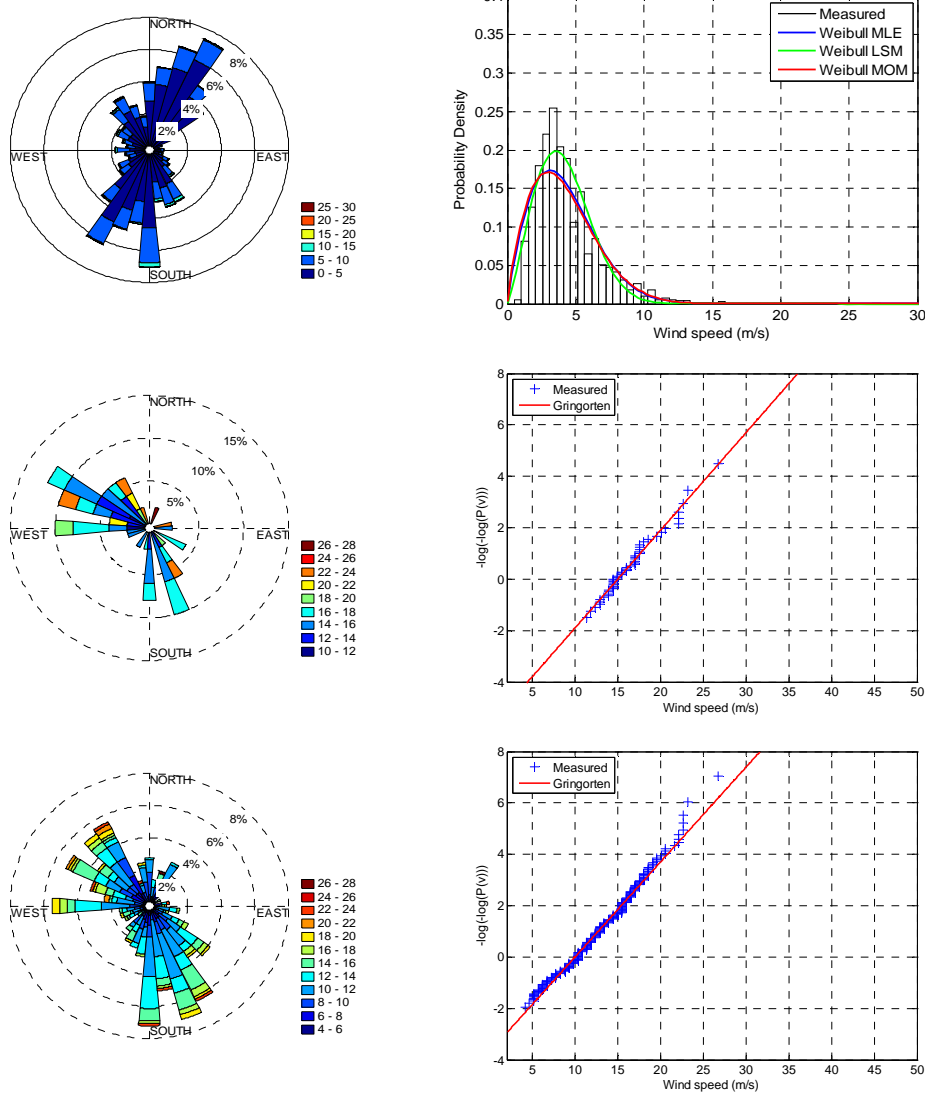 NORTH
8%
6%
4%
2%
WEST
EAST
SOUTH
25 - 30
20 - 25
15 - 20
10 - 15
5 - 10
0 - 5
Measured
Weibull MLE
Weibull LSM
Weibull MOM
0.35
0.3
0.25
0.2
0.15
0.1
0.05
0
Probability Density
0 5 10 15 20 25 30
Wind speed (m/s)
NORTH
15%
10%
5%
WEST
EAST
SOUTH
26 - 28
24 - 26
22 - 24
20 - 22
18 - 20
16 - 18
14 - 16
12 - 14
10 - 12
Measured
Gringorten
8
6
4
2
0
-2
-4
-log(-log(P(v)))
5 10 15 20 25 30 35 40 45 50
Wind speed (m/s)
NORTH
8%
6%
4%
2%
WEST
EAST
SOUTH
26 - 28
24 - 26
22 - 24
20 - 22
18 - 20
16 - 18
14 - 16
12 - 14
10 - 12
8 - 10
6 - 8
4 - 6
Measured
Gringorten
8
6
4
2
0
-2
-4
-log(-log(P(v)))
5 10 15 20 25 30 35 40 45 50
Wind speed (m/s)